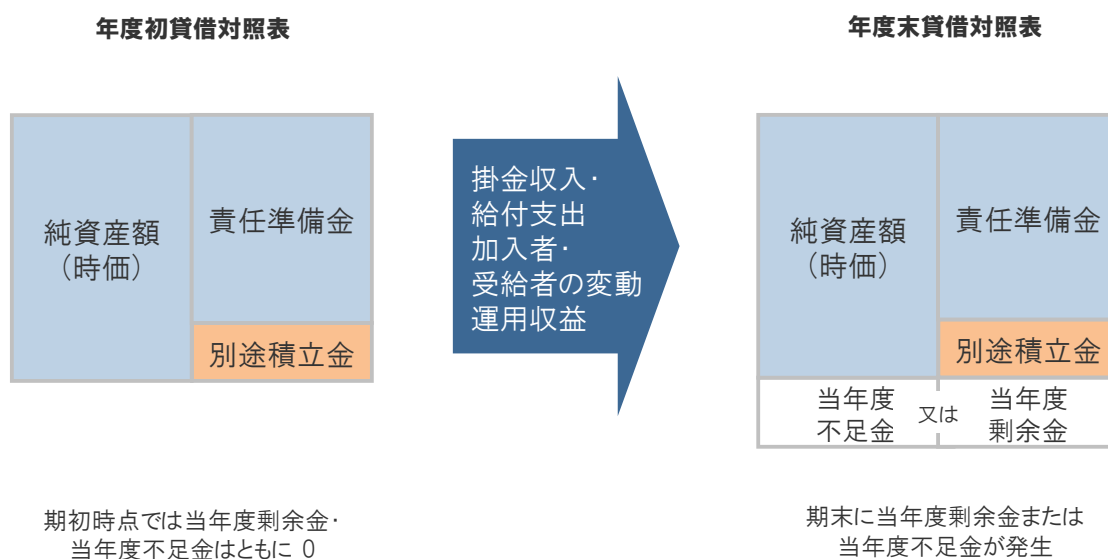 年度初貸借対照表
純資産額
（時価）
責任準備金
別途積立金
期初時点では当年度剰余金・
当年度不足金はともに 0
掛金収入・
給付支出
加入者・
受給者の変動
運用収益
年度末貸借対照表
純資産額
（時価）
責任準備金
別途積立金
当年度
不足金
又は
当年度
剰余金
期末に当年度剰余金または
当年度不足金が発生